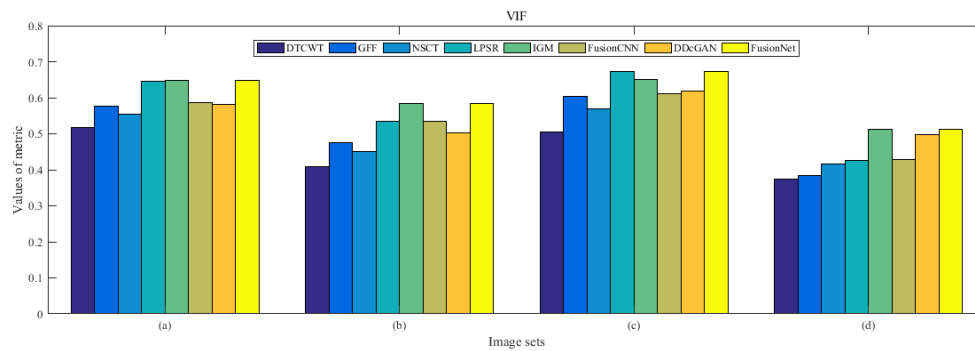 VIF
DTCWT GFF NSCT LPSR IGM FusionCNN DDcGAN FusionNet
Values of metric
0.8
0.7
0.6
0.5
0.4
0.3
0.2
0.1
0
(a) (b) (c) (d)
Image sets